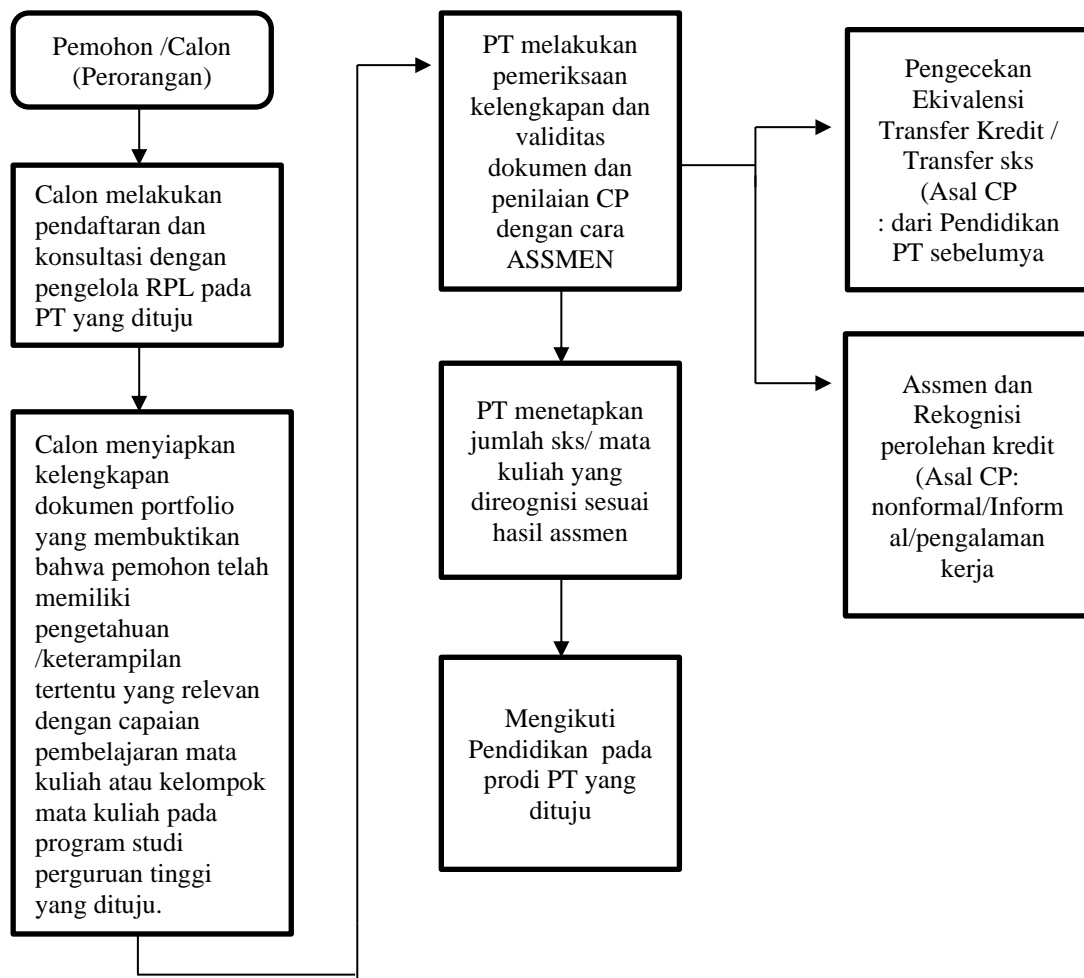 Pemohon /Calon
(Perorangan)
Calon melakukan
pendaftaran dan
konsultasi dengan
pengelola RPL pada
PT yang dituju
Calon menyiapkan
kelengkapan
dokumen portfolio
yang membuktikan
bahwa pemohon telah
memiliki
pengetahuan
/keterampilan
tertentu yang relevan
dengan capaian
pembelajaran mata
kuliah atau kelompok
mata kuliah pada
program studi
perguruan tinggi
yang dituju.
PT melakukan
pemeriksaan
kelengkapan dan
validitas
dokumen dan
penilaian CP
dengan cara
ASSMEN
PT menetapkan
jumlah sks/ mata
kuliah yang
direognisi sesuai
hasil assmen
Mengikuti
Pendidikan pada
prodi PT yang
dituju
Pengecekan
Ekivalensi
Transfer Kredit /
Transfer sks
(Asal CP
: dari Pendidikan
PT sebelumya
Assmen dan
Rekognisi
perolehan kredit
(Asal CP:
nonformal/Inform
al/pengalaman
kerja